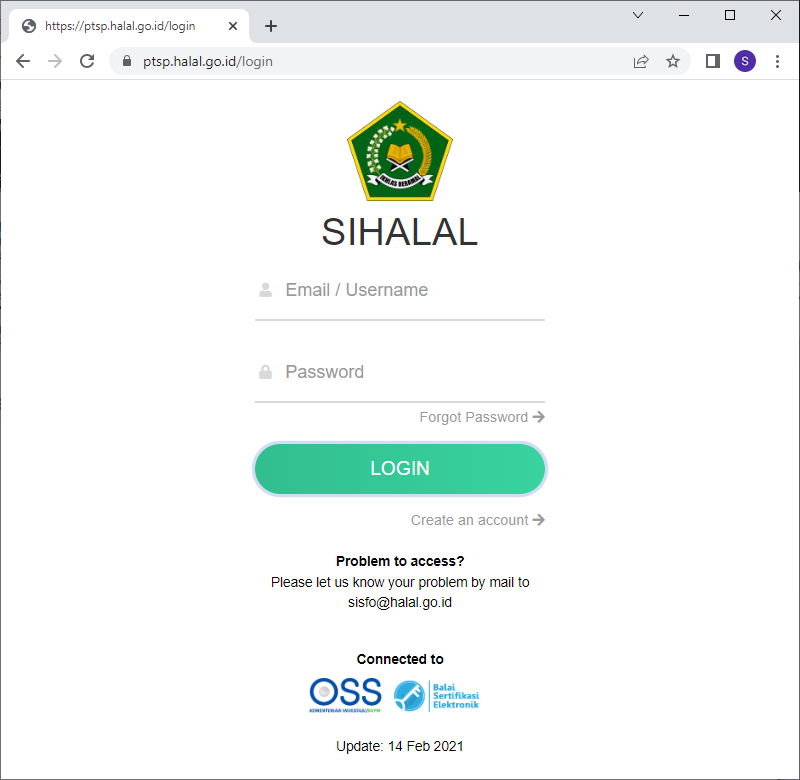 https://ptsp.halal.go.id/login
ptsp.halal.go.id/login
S
IKHLAS BERAMAL
SIHALAL
Email / Username
Password
Forgot Password
LOGIN
Create an account
Problem to access?
Please let us know your problem by mail to
sisfo@halal.go.id
Connected to
OSS
KEMENTERIAN INVESTASI/BKPM
Balai
Sertifikasi
Elektronik
Update: 14 Feb 2021